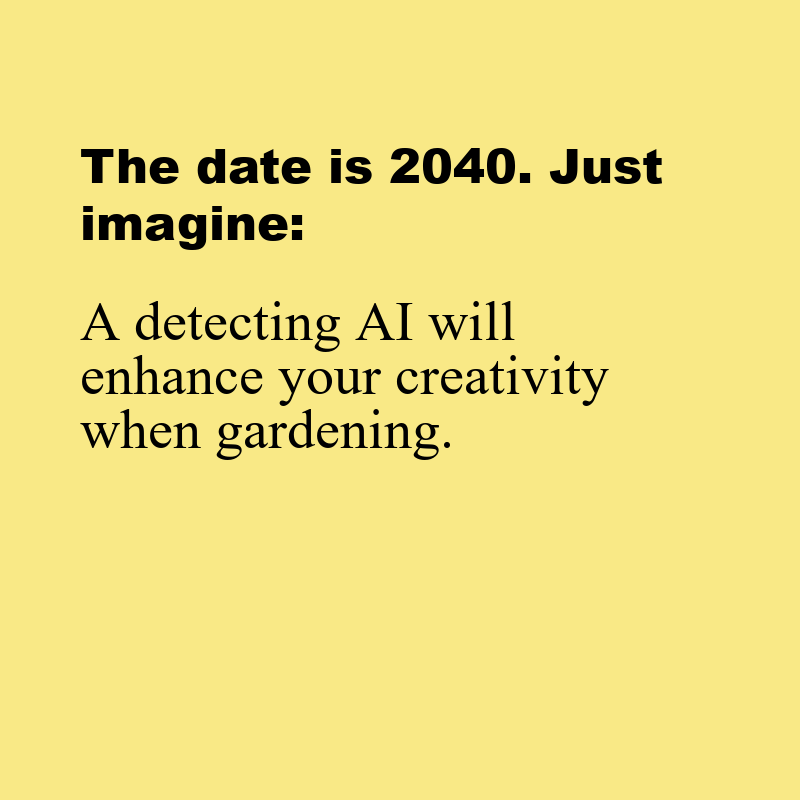 The date is 2040. Just
imagine:
A detecting AI will
enhance your creativity
when gardening.